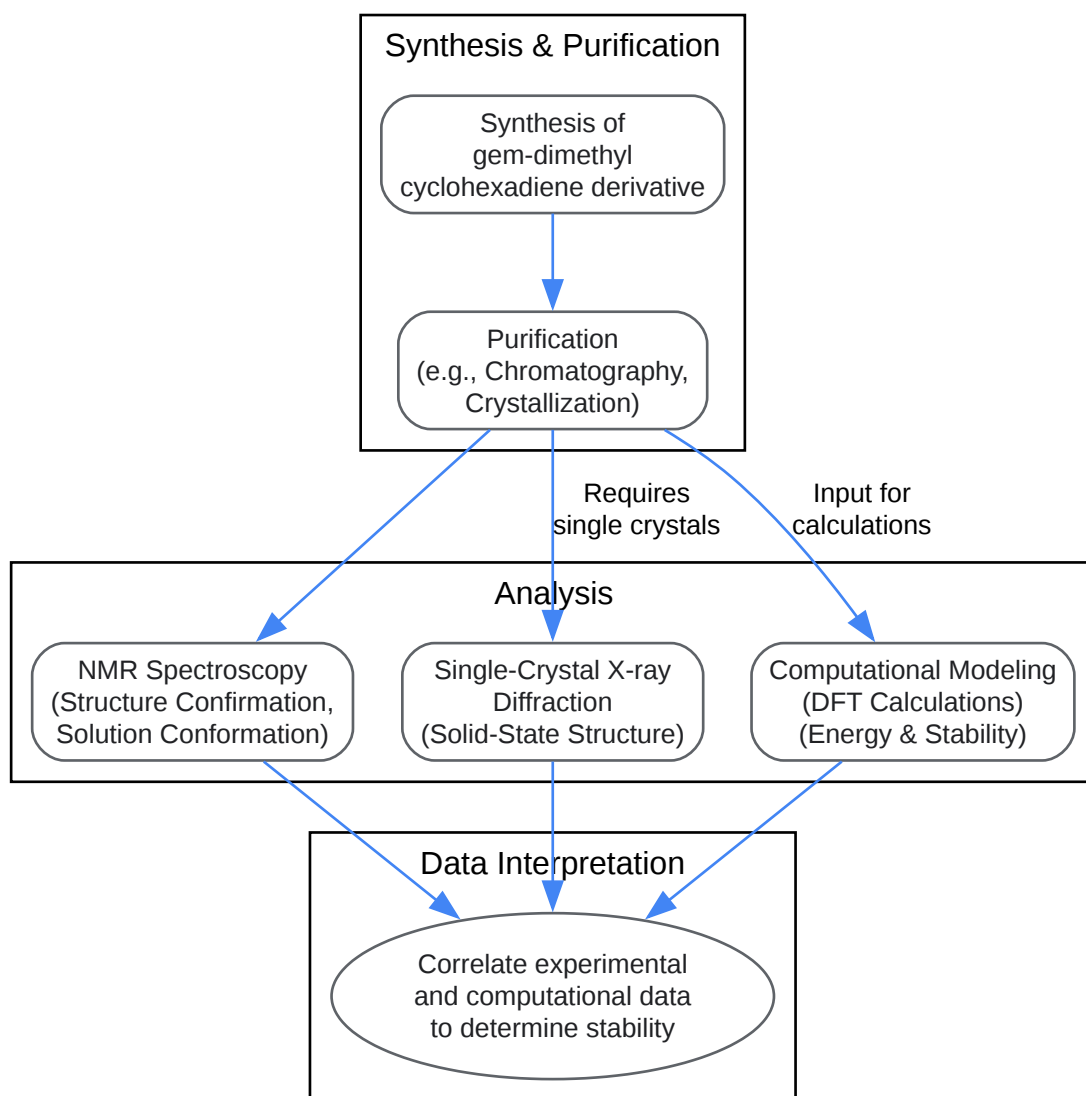 Synthesis & Purification
Synthesis of
gem-dimethyl
cyclohexadiene derivative
Purification
(e.g., Chromatography,
Crystallization)
Requires
single crystals
Input for
calculations
Analysis
NMR Spectroscopy
(Structure Confirmation,
Solution Conformation)
Single-Crystal X-ray
Diffraction
(Solid-State Structure)
Computational Modeling
(DFT Calculations)
(Energy & Stability)
Data Interpretation
Correlate experimental
and computational data
to determine stability